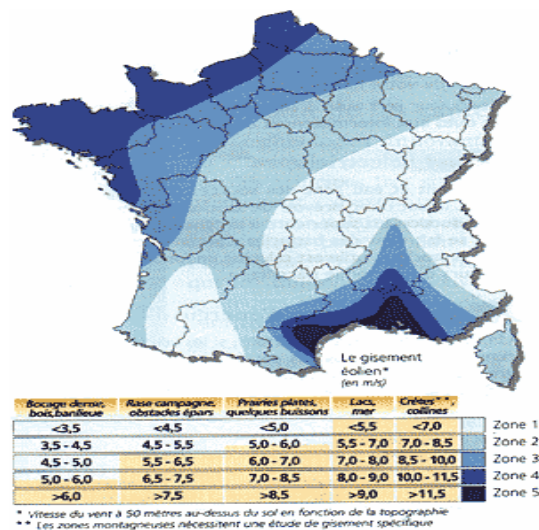 Le gisement
éolien*
(en m/s)
Bocage dense, bois, banlieue
Rase campagne, obstacles épars
Prairies plates, quelques buissons
Lacs, mer
Crêtes**, collines
<3,5 <4,5 <5,0 <5,5 <7,0 Zone 1
3,5 - 4,5 4,5 - 5,5 5,0 - 6,0 5,5 - 7,0 7,0 - 8,5 Zone 2
4,5 - 5,0 5,5 - 6,5 6,0 - 7,0 7,0 - 8,0 8,5 - 10,0 Zone 3
5,0 - 6,0 6,5 - 7,5 7,0 - 8,5 8,0 - 9,0 10,0 - 11,5 Zone 4
>6,0 >7,5 >8,5 >9,0 >11,5 Zone 5
* Vitesse du vent à 50 mètres au-dessus du sol en fonction de la topographie
** Les zones montagneuses nécessitent une étude de gisement spécifique